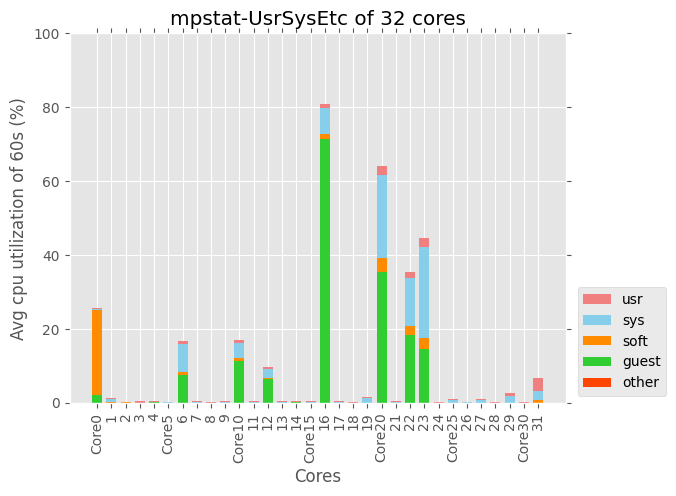 mpstat-UsrSysEtc of 32 cores
Avg cpu utilization of 60s (%)
100
80
60
40
20
0
Core0
1
2
3
4
Core5
6
7
8
9
Core10
11
12
13
14
Core15
16
17
18
19
Core20
21
22
23
24
Core25
26
27
28
29
Core30
31
Cores
usr
sys
soft
guest
other